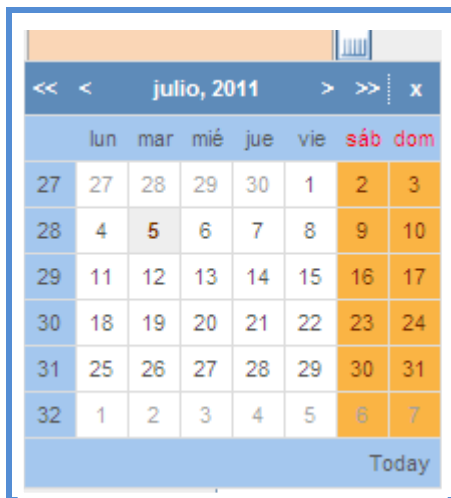 << < julio, 2011 > >> x
lun mar mié jue vie sáb dom
27 27 28 29 30 1 2 3
28 4 5 6 7 8 9 10
29 11 12 13 14 15 16 17
30 18 19 20 21 22 23 24
31 25 26 27 28 29 30 31
32 1 2 3 4 5 6 7
Today